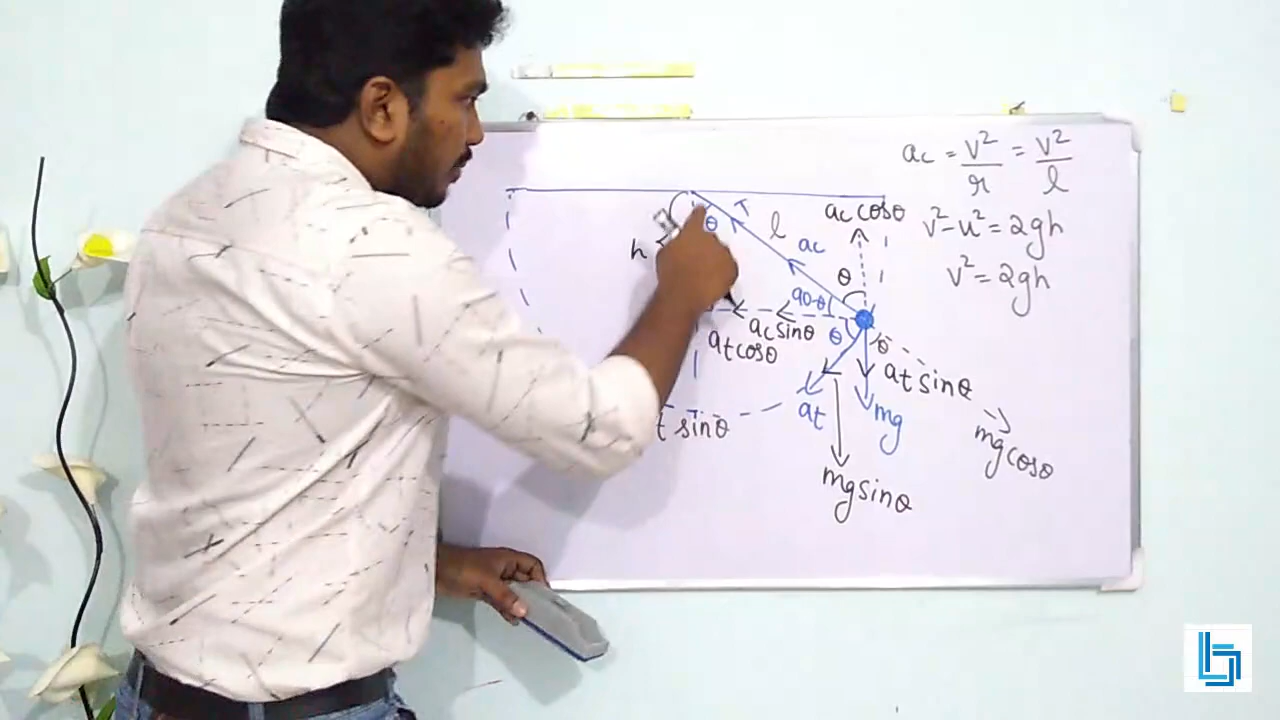 ac = v²/r = v²/l
v²-u² = 2gh
v² = 2gh
T
l
ac
ac cosθ
θ
θ
h
90-θ
ac sinθ
at cosθ
θ
θ
at sinθ
at
mg
t sinθ
mg cosθ
mg sinθ